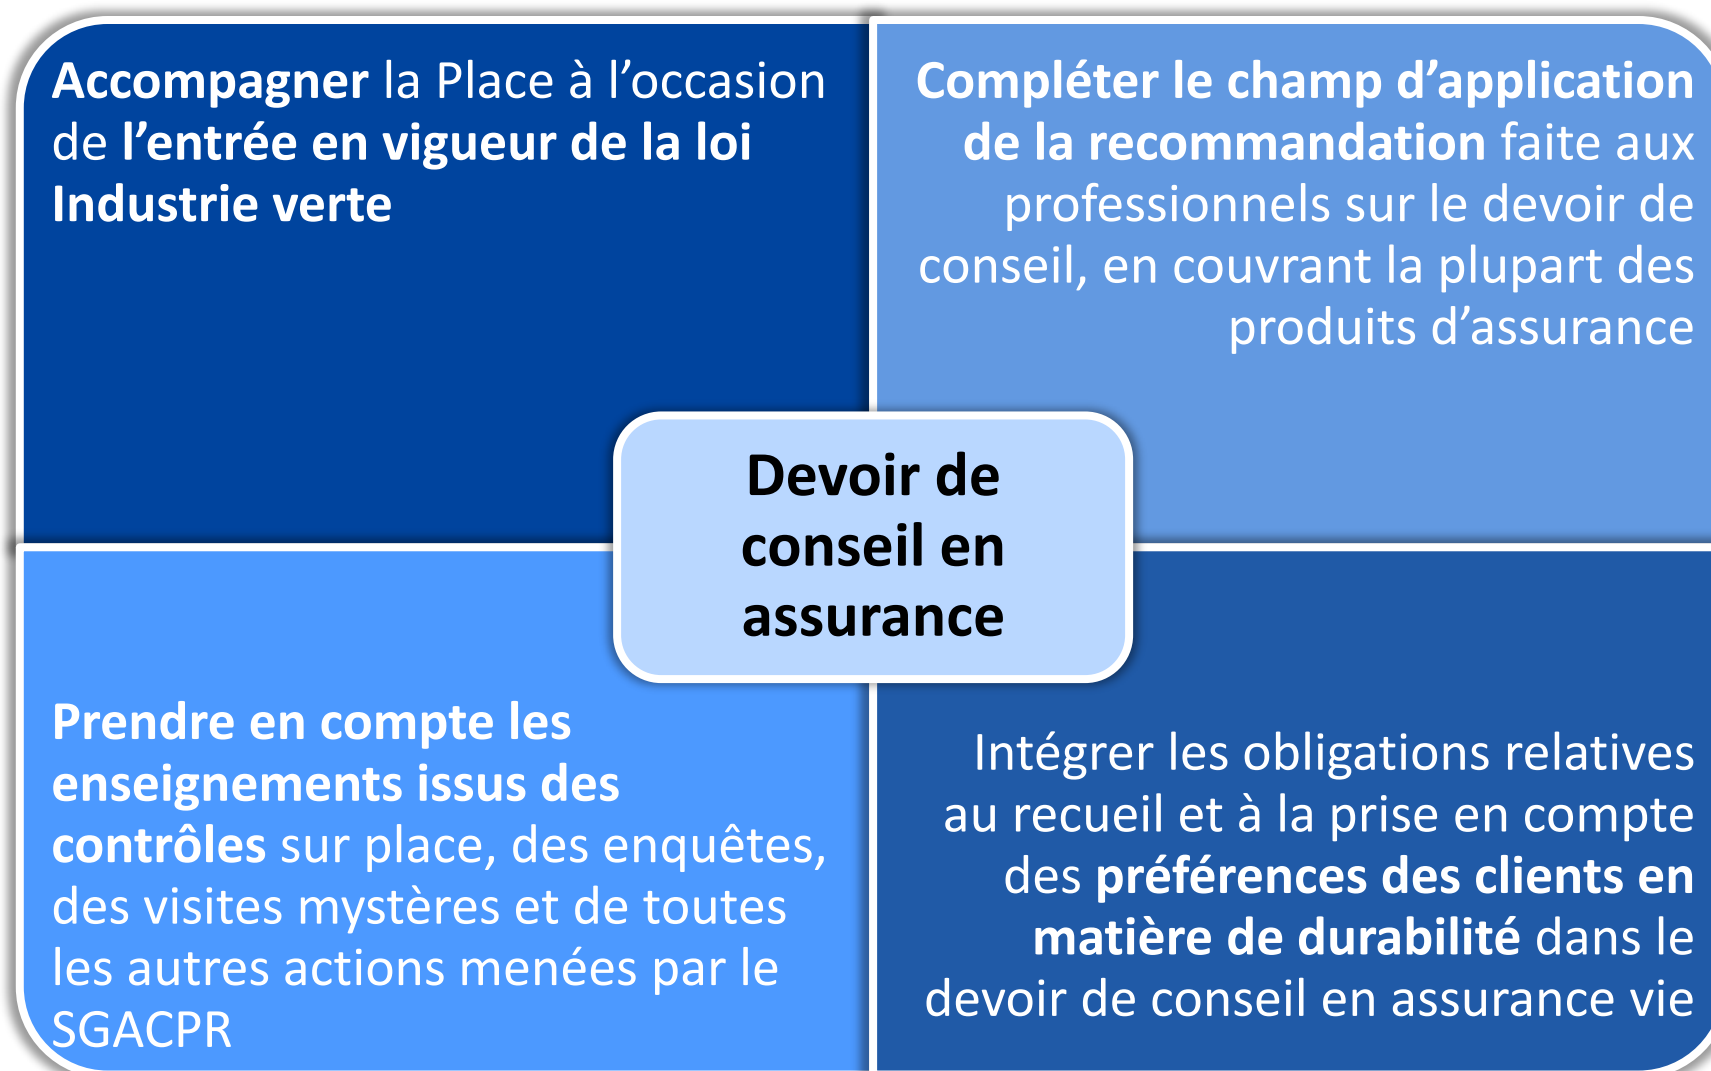 Accompagner la Place à l’occasion
de l’entrée en vigueur de la loi
Industrie verte
Compléter le champ d’application
de la recommandation faite aux
professionnels sur le devoir de
conseil, en couvrant la plupart des
produits d’assurance
Devoir de
conseil en
assurance
Prendre en compte les
enseignements issus des
contrôles sur place, des enquêtes,
des visites mystères et de toutes
les autres actions menées par le
SGACPR
Intégrer les obligations relatives
au recueil et à la prise en compte
des préférences des clients en
matière de durabilité dans le
devoir de conseil en assurance vie